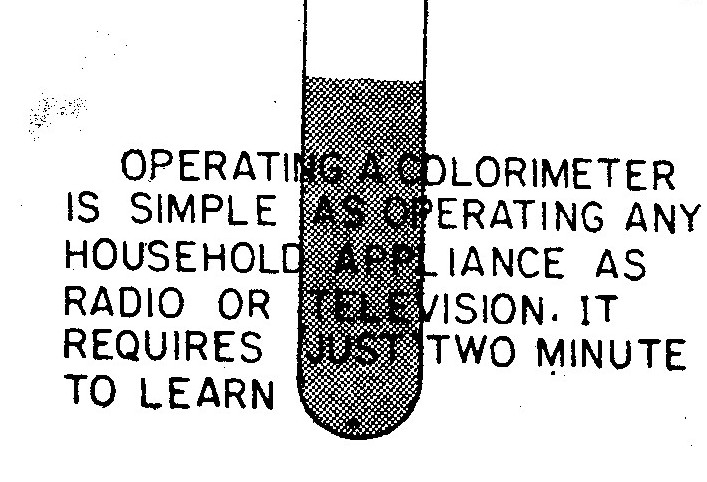 OPERATING A COLORIMETER
IS SIMPLE AS OPERATING ANY
HOUSEHOLD APPLIANCE AS
RADIO OR TELEVISION. IT
REQUIRES JUST TWO MINUTE
TO LEARN